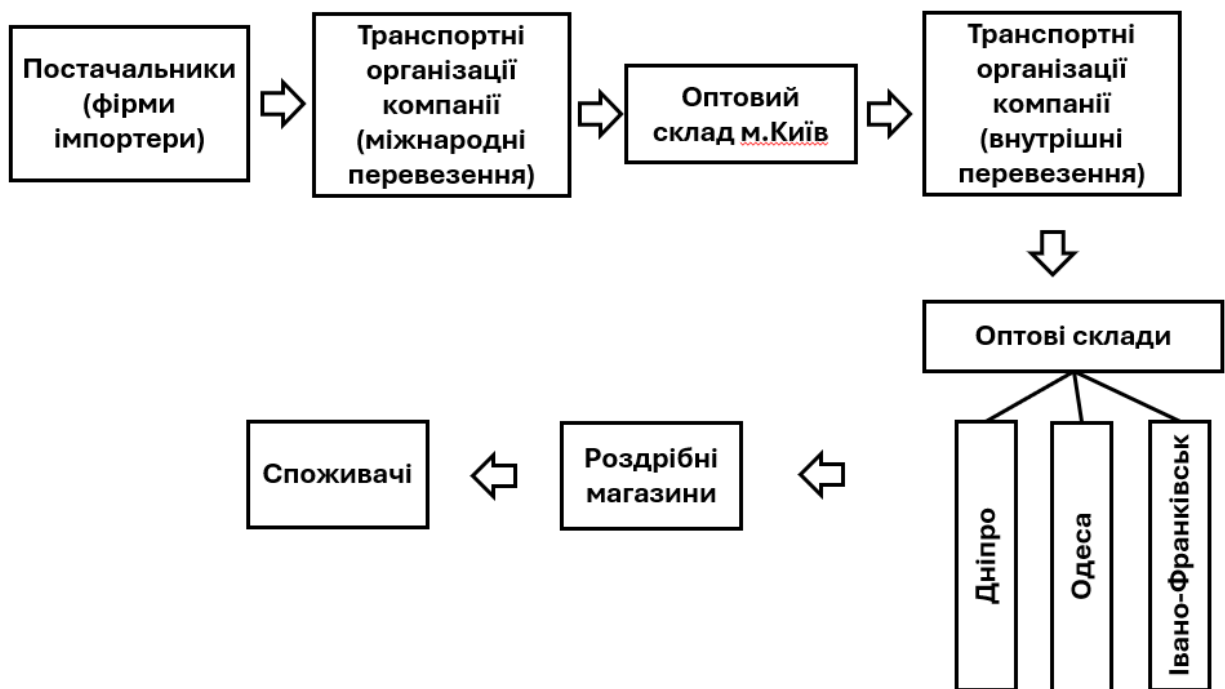 Постачальники
(фірми
імпортери)
Транспортні
організації
компанії
(міжнародні
перевезення)
Оптовий
склад м.Київ
Транспортні
організації
компанії
(внутрішні
перевезення)
Оптові склади
Дніпро
Одеса
Івано-Франківськ
Роздрібні
магазини
Споживачі